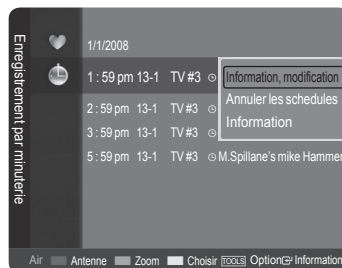 Enregistrement par minuterie
1/1/2008
1 : 59 pm 13-1 TV #3
Information, modification
Annuler les schedules
Information
2 : 59 pm 13-1 TV #3
3 : 59 pm 13-1 TV #3
5 : 59 pm 13-1 TV #3 M.Spillane's mike Hammer
Air Antenne Zoom Choisir TOOLS Option Information